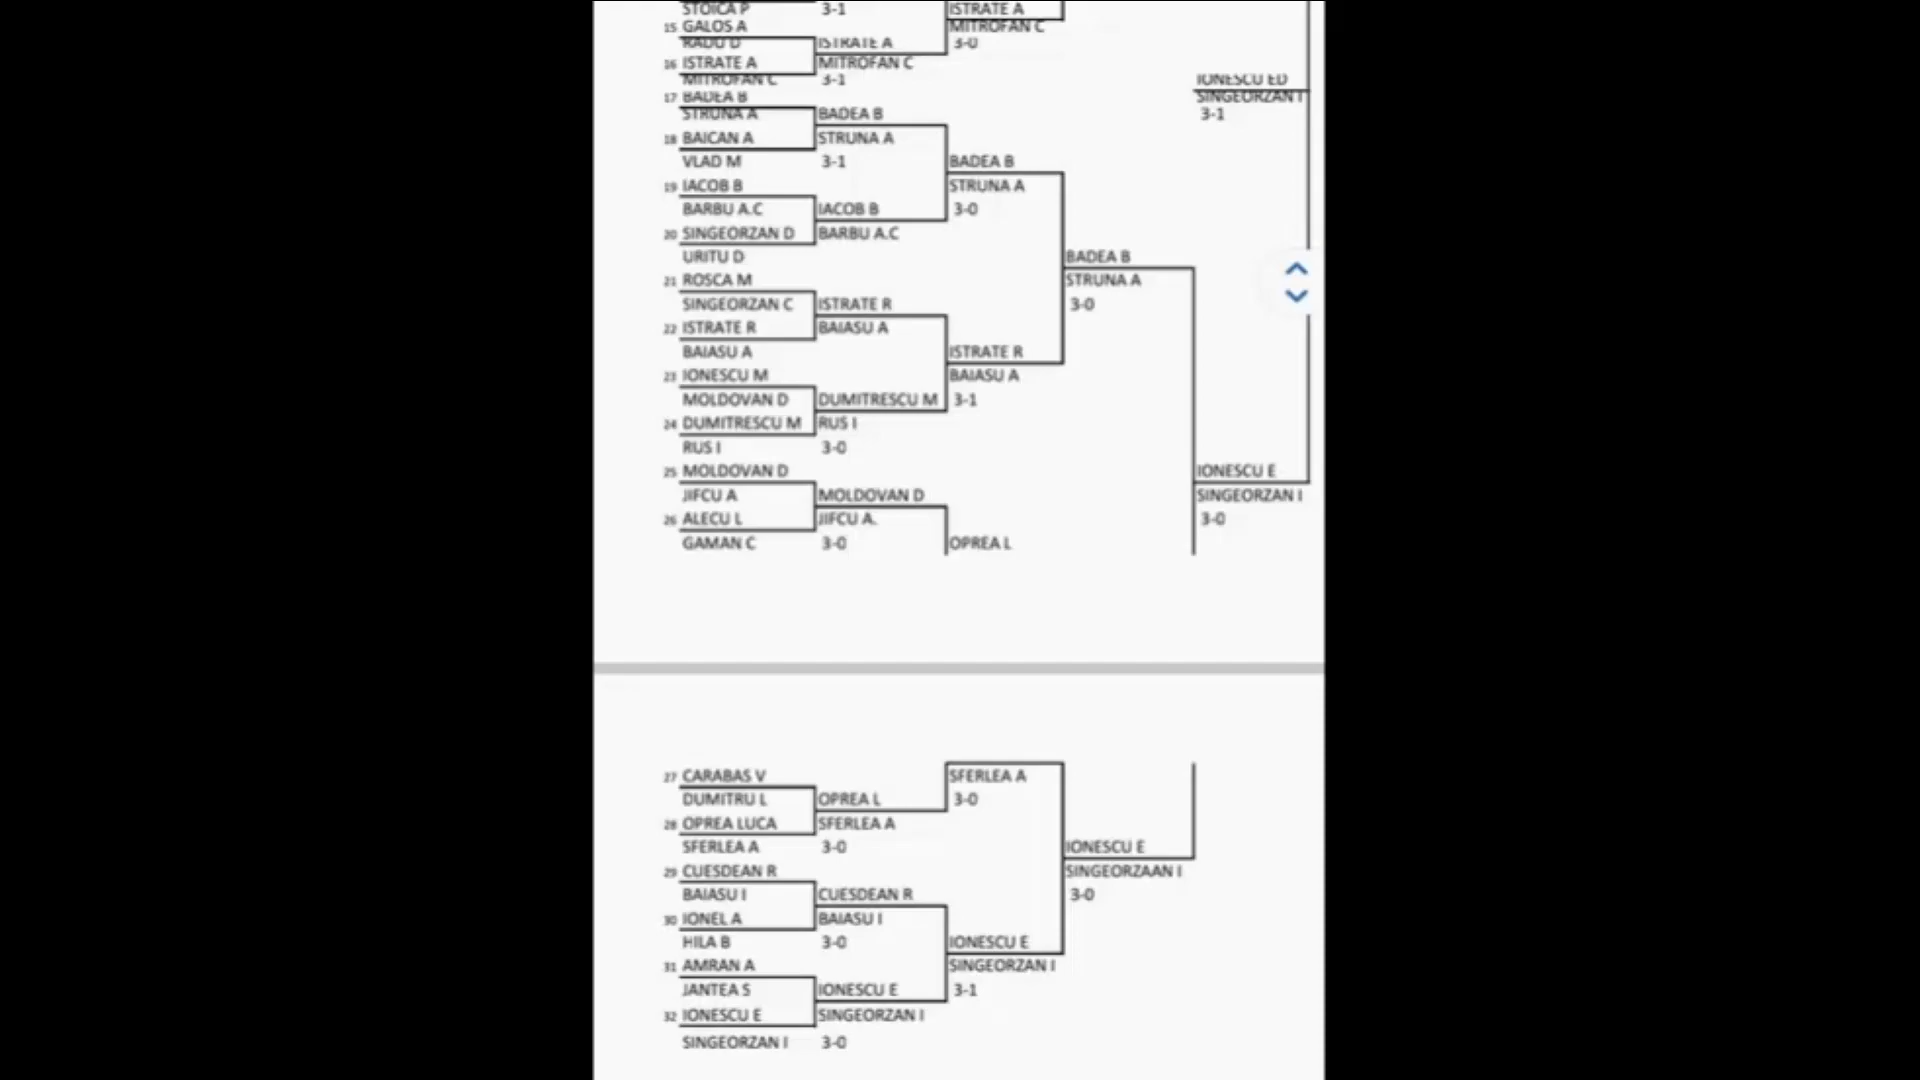 STOICA P 3-1 ISTRATE A
15 GALOS A MITROFAN C
RADU D ISTRATE A 3-0
16 ISTRATE A MITROFAN C
MITROFAN C 3-1 IONESCU ED
17 BADEA B SINGEORZAN I
STRUNA A BADEA B 3-1
18 BAICAN A STRUNA A
VLAD M 3-1 BADEA B
19 IACOB B STRUNA A
BARBU A.C IACOB B 3-0
20 SINGEORZAN D BARBU A.C
URITU D BADEA B
21 ROSCA M STRUNA A
SINGEORZAN C ISTRATE R 3-0
22 ISTRATE R BAIASU A
BAIASU A ISTRATE R
23 IONESCU M BAIASU A
MOLDOVAN D DUMITRESCU M 3-1
24 DUMITRESCU M RUS I
RUS I 3-0
25 MOLDOVAN D IONESCU E
JIFCU A MOLDOVAN D SINGEORZAN I
26 ALECU L JIFCU A. 3-0
GAMAN C 3-0 OPREA L
27 CARABAS V SFERLEA A
DUMITRU L OPREA L 3-0
28 OPREA LUCA SFERLEA A
SFERLEA A 3-0 IONESCU E
29 CUESDEAN R SINGEORZAAN I
BAIASU I CUESDEAN R 3-0
30 IONEL A BAIASU I
HILA B 3-0 IONESCU E
31 AMRAN A SINGEORZAN I
JANTEA S IONESCU E 3-1
32 IONESCU E SINGEORZAN I
SINGEORZAN I 3-0